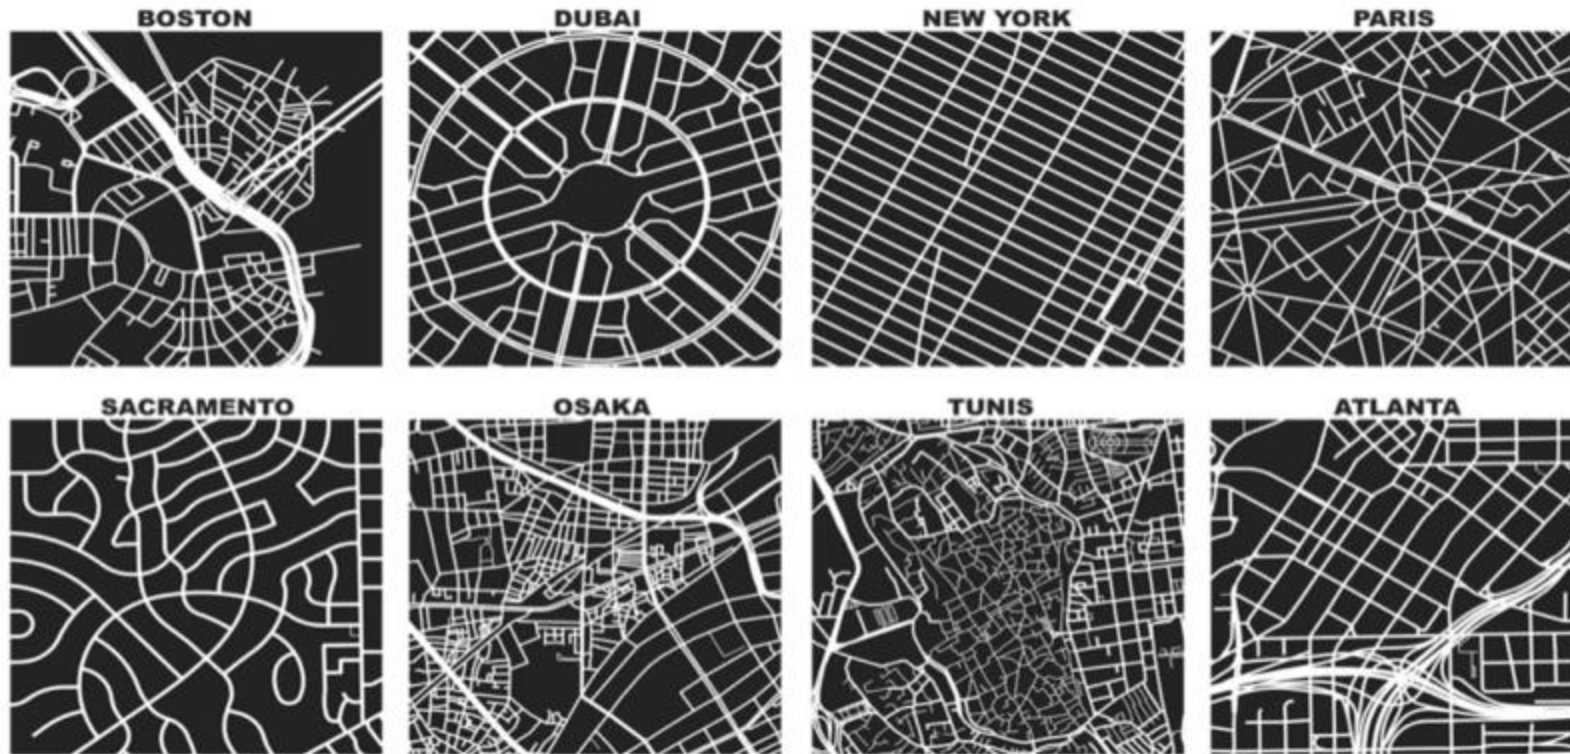 BOSTON
DUBAI
NEW YORK
PARIS
SACRAMENTO
OSAKA
TUNIS
ATLANTA